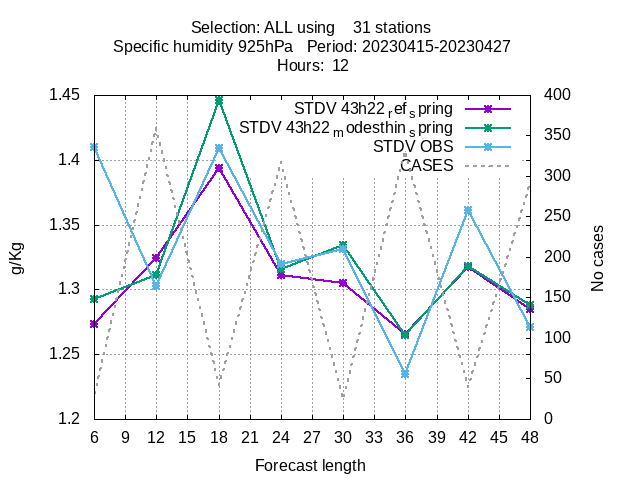 Selection: ALL using 31 stations
Specific humidity 925hPa Period: 20230415-20230427
Hours: 12
1.45
1.4
1.35
1.3
1.25
1.2
g/Kg
STDV 43h22 ref spring
STDV 43h22 modesthin spring
STDV OBS
CASES
400
350
300
250
200
150
100
50
0
No cases
6 9 12 15 18 21 24 27 30 33 36 39 42 45 48
Forecast length